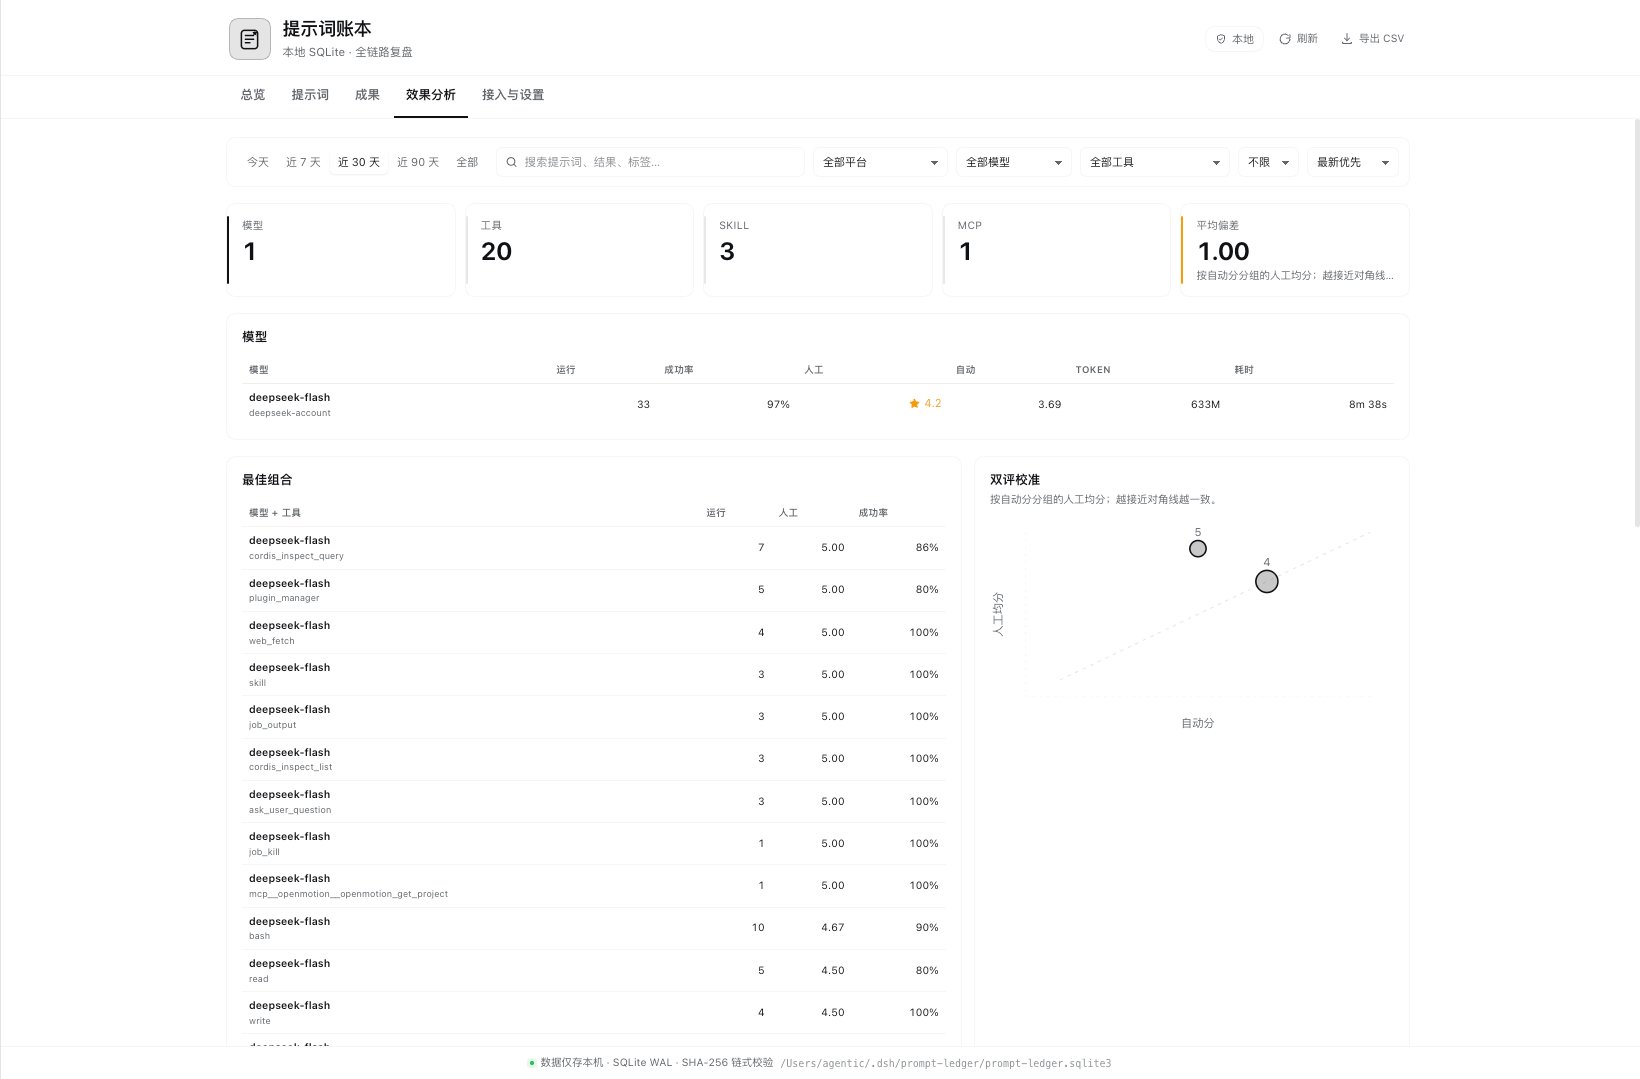 提示词账本
本地 SQLite · 全链路复盘
本地 刷新 导出 CSV
总览 提示词 成果 效果分析 接入与设置
今天 近 7 天 近 30 天 近 90 天 全部 搜索提示词、结果、标签... 全部平台 全部模型 全部工具 不限 最新优先
模型 工具 SKILL MCP 平均偏差
1 20 3 1 1.00
按自动分分组的人工均分；越接近对角线...
模型
模型 运行 成功率 人工 自动 TOKEN 耗时
deepseek-flash
deepseek-account
33 97% 4.2 3.69 633M 8m 38s
最佳组合
模型 + 工具 运行 人工 成功率
deepseek-flash
cordis_inspect_query
7 5.00 86%
deepseek-flash
plugin_manager
5 5.00 80%
deepseek-flash
web_fetch
4 5.00 100%
deepseek-flash
skill
3 5.00 100%
deepseek-flash
job_output
3 5.00 100%
deepseek-flash
cordis_inspect_list
3 5.00 100%
deepseek-flash
ask_user_question
3 5.00 100%
deepseek-flash
job_kill
1 5.00 100%
deepseek-flash
mcp__openmotion__openmotion_get_project
1 5.00 100%
deepseek-flash
bash
10 4.67 90%
deepseek-flash
read
5 4.50 80%
deepseek-flash
write
4 4.50 100%
双评校准
按自动分分组的人工均分；越接近对角线越一致。
5
4
人工均分
自动分
数据仅存本机 · SQLite WAL · SHA-256 链式校验 /Users/agentic/.dsh/prompt-ledger/prompt-ledger.sqlite3